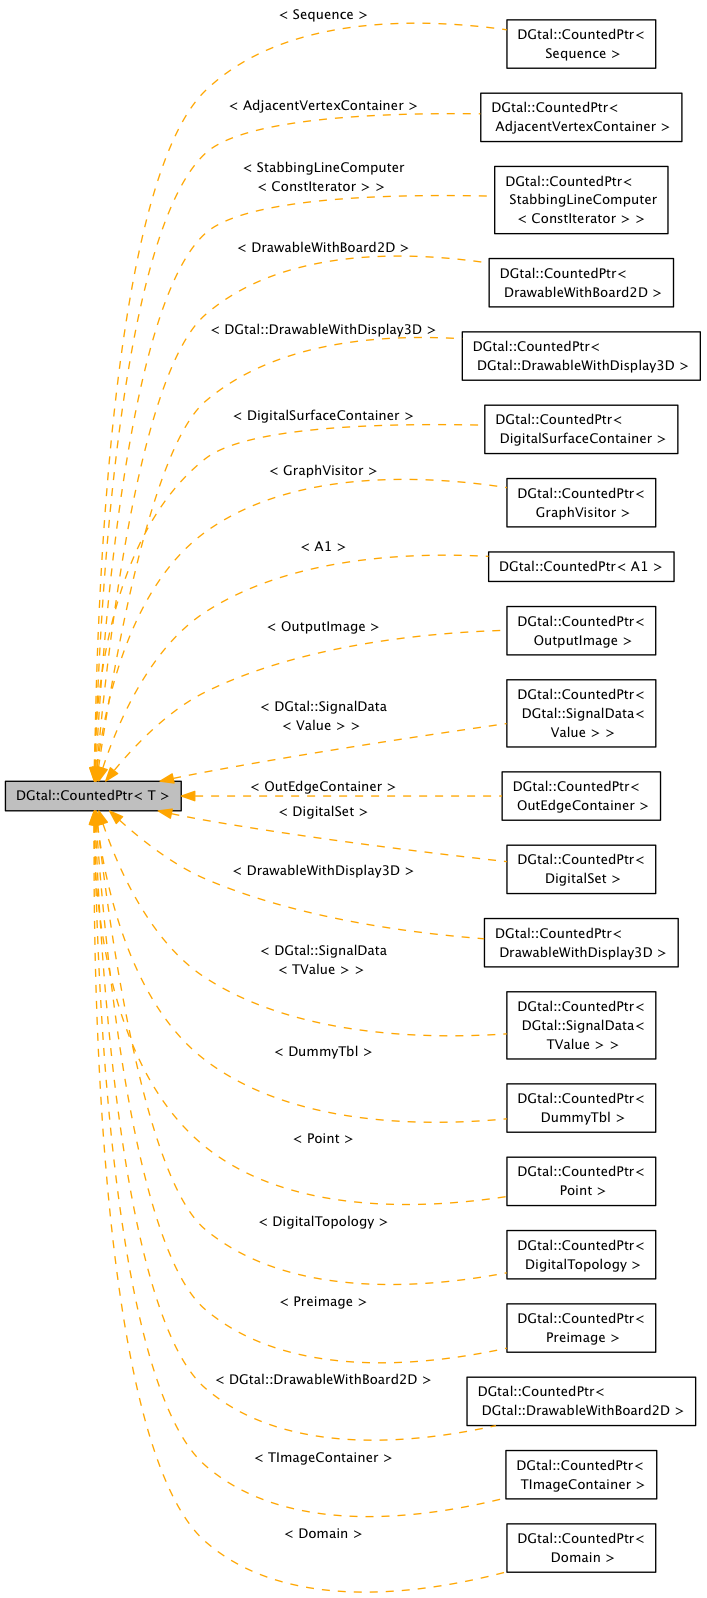 < Sequence >
DGtal::CountedPtr<
Sequence >
< AdjacentVertexContainer >
DGtal::CountedPtr<
AdjacentVertexContainer >
< StabbingLineComputer
< ConstIterator > >
DGtal::CountedPtr<
StabbingLineComputer
< ConstIterator > >
< DrawableWithBoard2D >
DGtal::CountedPtr<
DrawableWithBoard2D >
< DGtal::DrawableWithDisplay3D >
DGtal::CountedPtr<
DGtal::DrawableWithDisplay3D >
< DigitalSurfaceContainer >
DGtal::CountedPtr<
DigitalSurfaceContainer >
< GraphVisitor >
DGtal::CountedPtr<
GraphVisitor >
< A1 >
DGtal::CountedPtr< A1 >
< OutputImage >
DGtal::CountedPtr<
OutputImage >
< DGtal::SignalData
< Value > >
DGtal::CountedPtr<
DGtal::SignalData<
Value > >
DGtal::CountedPtr< T >
< OutEdgeContainer >
DGtal::CountedPtr<
OutEdgeContainer >
< DigitalSet >
DGtal::CountedPtr<
DigitalSet >
< DrawableWithDisplay3D >
DGtal::CountedPtr<
DrawableWithDisplay3D >
< DGtal::SignalData
< TValue > >
DGtal::CountedPtr<
DGtal::SignalData<
TValue > >
< DummyTbl >
DGtal::CountedPtr<
DummyTbl >
< Point >
DGtal::CountedPtr<
Point >
< DigitalTopology >
DGtal::CountedPtr<
DigitalTopology >
< Preimage >
DGtal::CountedPtr<
Preimage >
< DGtal::DrawableWithBoard2D >
DGtal::CountedPtr<
DGtal::DrawableWithBoard2D >
< TImageContainer >
DGtal::CountedPtr<
TImageContainer >
< Domain >
DGtal::CountedPtr<
Domain >